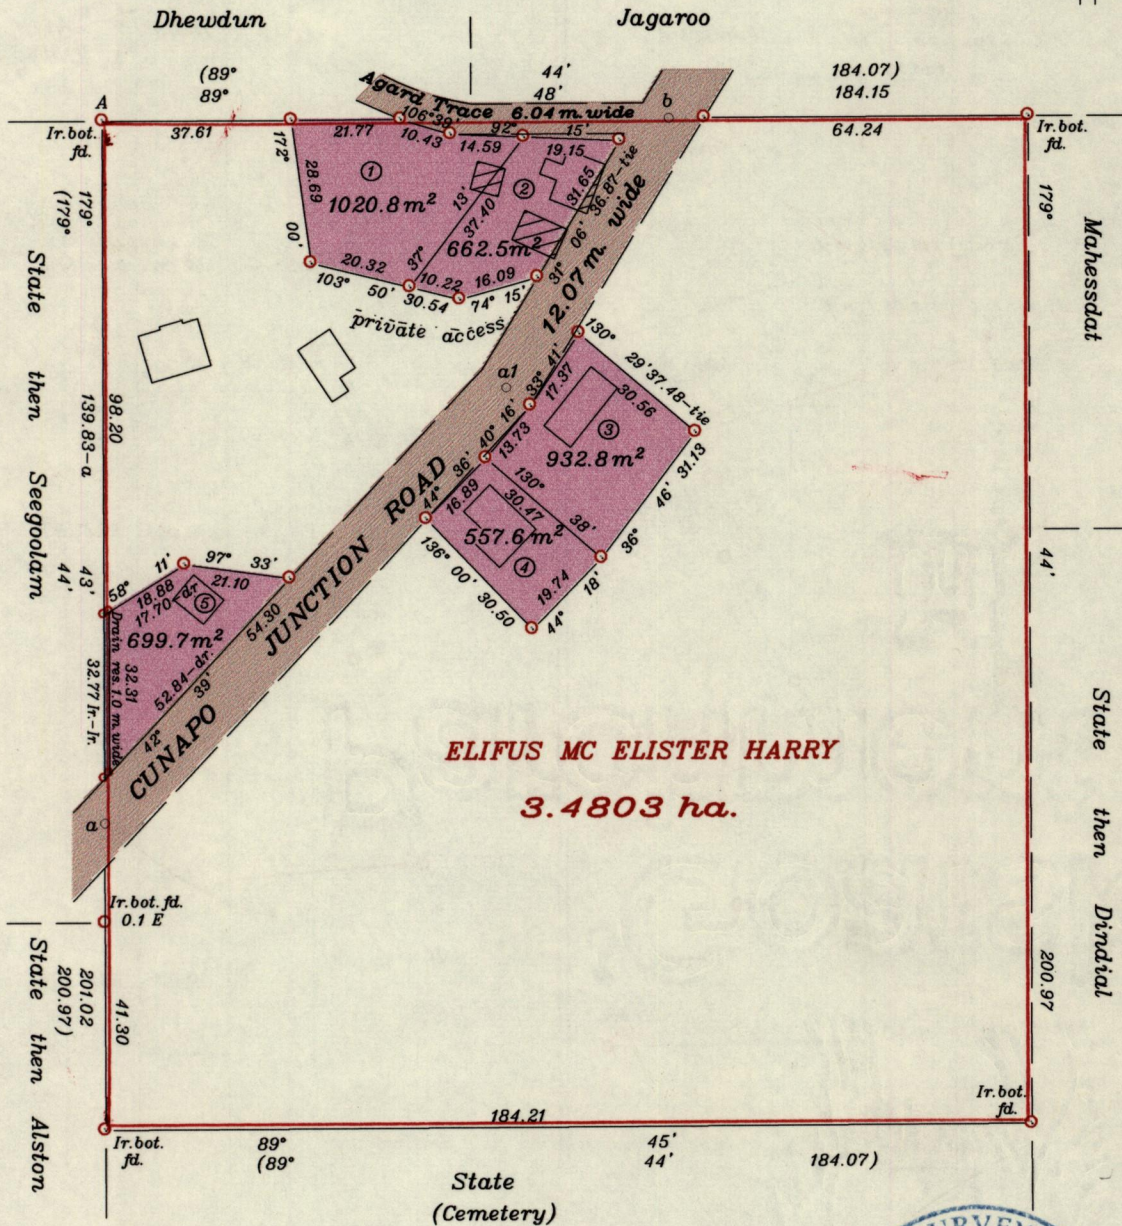 Dhewdun
Jagaroo
(89° 44' 184.07)
89° 48' 184.15
Agard Trace 6.04 m. wide
A
b
Ir.bot.
fd.
37.61
21.77
106° 38'
10.43
92° 15'
14.59
19.15
64.24
Ir.bot.
fd.
172° 00'
28.69
1
1020.8 m²
13'
37.40
37°
2
662.5 m²
31.65
36.87-tie
31° 06'
12.07 m. wide
20.32
103° 50' 30.54
10.22
16.09
74° 15'
private access
179° 43' 201.02
(179° 44' 200.97)
State then Seegoolam
139.83-a
98.20
179° 44' 200.97
Mahessdat
a1
130° 29' 37.48-tie
30.56
33° 41'
17.37
3
932.8 m²
40° 16'
13.73
31.13
36° 46'
130° 38'
30.47
44° 36'
16.89
557.6 m²
4
136° 00' 30.50
19.74
44° 18'
58° 11'
18.88
17.70-dr
97° 33'
21.10
5
699.7 m²
54.30
52.84-dr.
42° 39'
Drain res. 1.0 m. wide
32.31
32.77 Ir.-Ir.
CUNAPO JUNCTION ROAD
a
ELIFUS MC ELISTER HARRY
3.4803 ha.
State then Dindial
Ir.bot. fd.
0.1 E
State then Alston
41.30
184.21
Ir.bot.
fd.
Ir.bot.
fd.
89° 45'
(89° 44' 184.07)
State
(Cemetery)